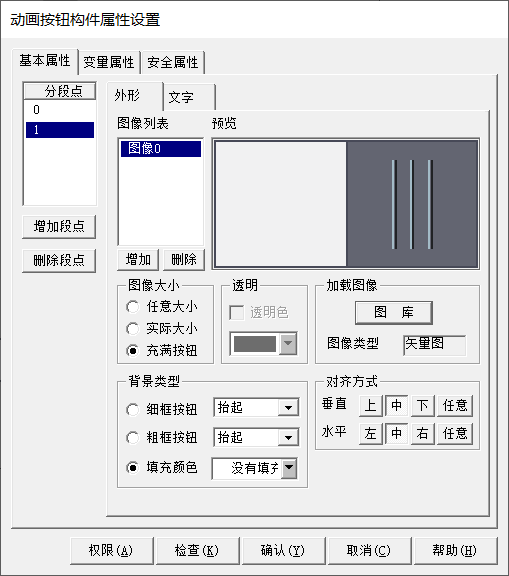 动画按钮构件属性设置
基本属性 变量属性 安全属性
分段点
0
1
增加段点
删除段点
外形 文字
图像列表
图像0
增加 删除
预览
图像大小
任意大小
实际大小
充满按钮
透明
透明色
加载图像
图 库
图像类型 矢量图
背景类型
细框按钮 抬起
粗框按钮 抬起
填充颜色 没有填充
对齐方式
垂直 上 中 下 任意
水平 左 中 右 任意
权限(A) 检查(K) 确认(Y) 取消(C) 帮助(H)